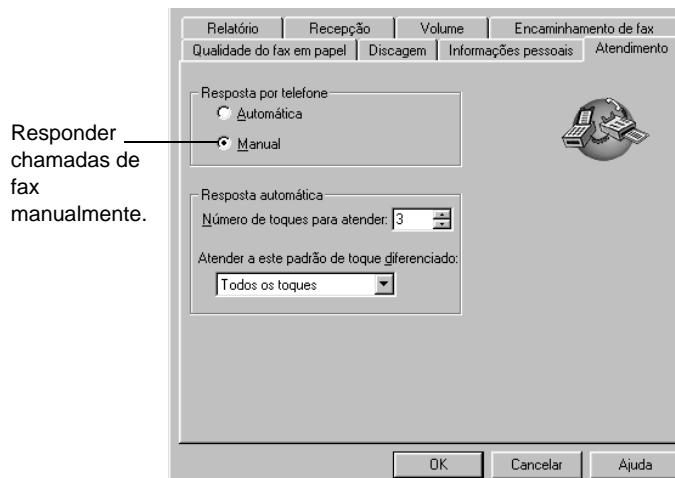 Relatório
Recepção
Volume
Encaminhamento de fax
Qualidade do fax em papel
Discagem
Informações pessoais
Atendimento
Resposta por telefone
Automática
Manual
Responder
chamadas de
fax
manualmente.
Resposta automática
Número de toques para atender: 3
Atender a este padrão de toque diferenciado:
Todos os toques
OK
Cancelar
Ajuda